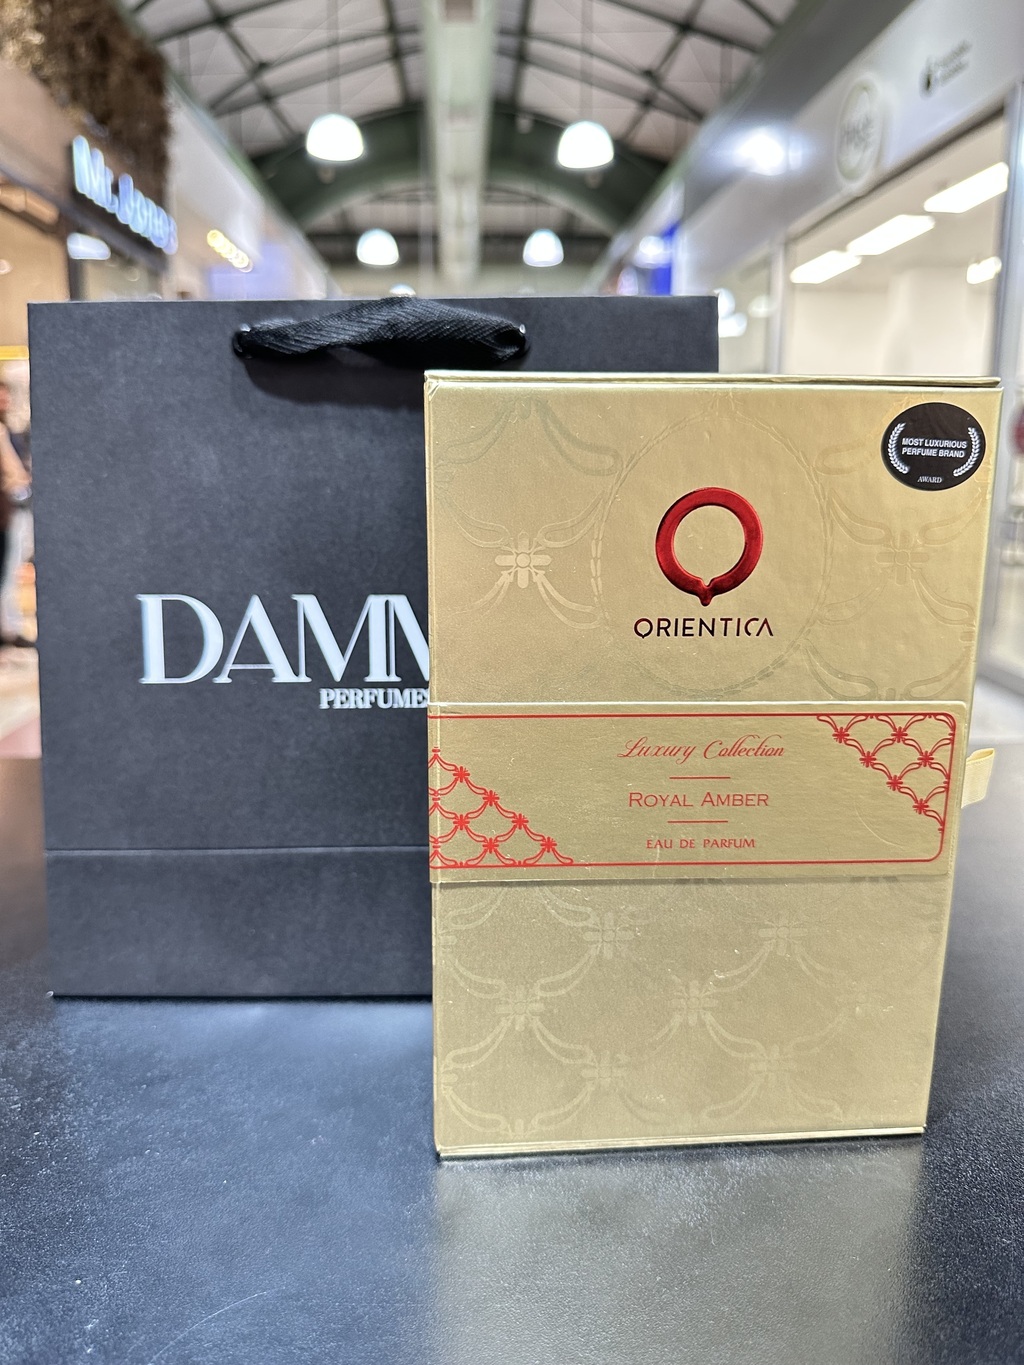 DAMM
PERFUMES
MOST LUXURIOUS
PERFUME BRAND
AWARD
ORIENTICA
Luxury Collection
ROYAL AMBER
EAU DE PARFUM